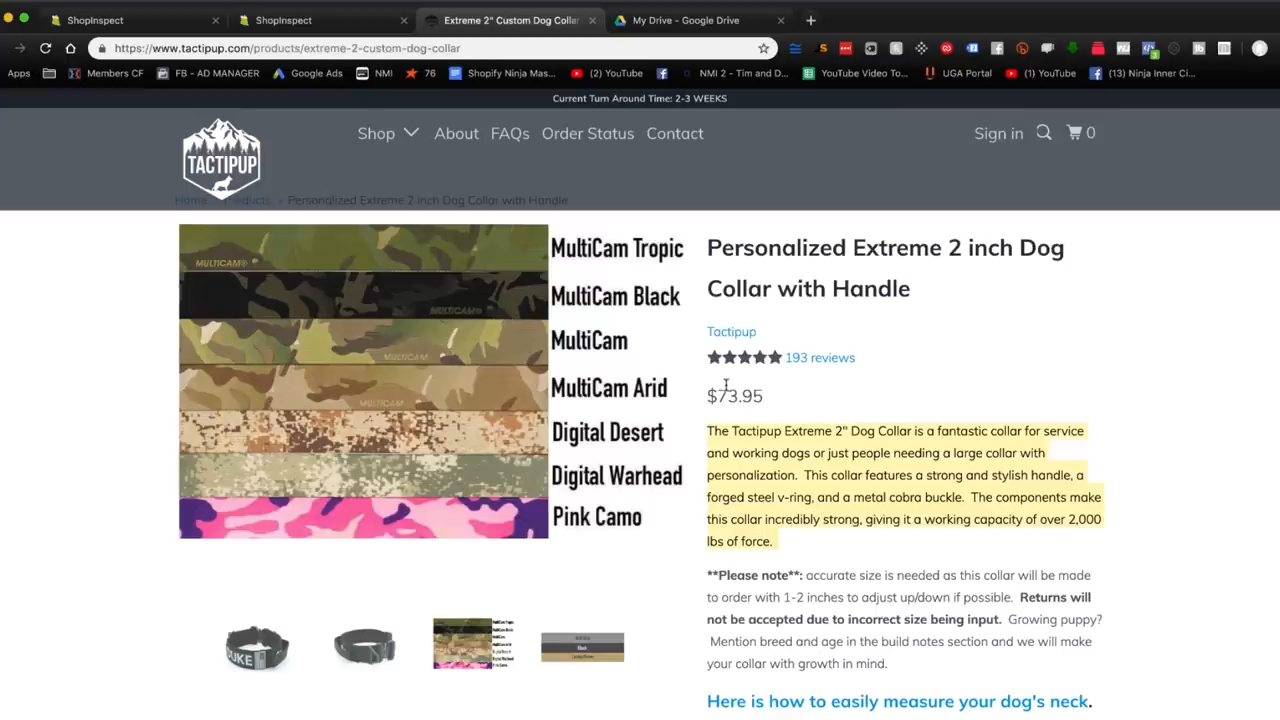 ShopInspect
ShopInspect
Extreme 2" Custom Dog Collar
My Drive - Google Drive
https://www.tactipup.com/products/extreme-2-custom-dog-collar
Apps
Members CF
FB - AD MANAGER
Google Ads
NMI
76
Shopify Ninja Mas...
(2) YouTube
NMI 2 - Tim and D...
YouTube Video To...
UGA Portal
(1) YouTube
(13) Ninja Inner Ci...
Current Turn Around Time: 2-3 WEEKS
TACTIPUP
Shop About FAQs Order Status Contact
Sign in 0
Home Products Personalized Extreme 2 inch Dog Collar with Handle
MULTICAM®
MultiCam Tropic
MultiCam Black
MULTICAM®
MultiCam
MULTICAM
MultiCam Arid
MULTICAM
Digital Desert
Digital Warhead
Pink Camo
Personalized Extreme 2 inch Dog
Collar with Handle
Tactipup
193 reviews
$73.95
The Tactipup Extreme 2" Dog Collar is a fantastic collar for service
and working dogs or just people needing a large collar with
personalization. This collar features a strong and stylish handle, a
forged steel v-ring, and a metal cobra buckle. The components make
this collar incredibly strong, giving it a working capacity of over 2,000
lbs of force.
**Please note**: accurate size is needed as this collar will be made
to order with 1-2 inches to adjust up/down if possible. Returns will
not be accepted due to incorrect size being input. Growing puppy?
Mention breed and age in the build notes section and we will make
your collar with growth in mind.
Here is how to easily measure your dog's neck.
DUKE